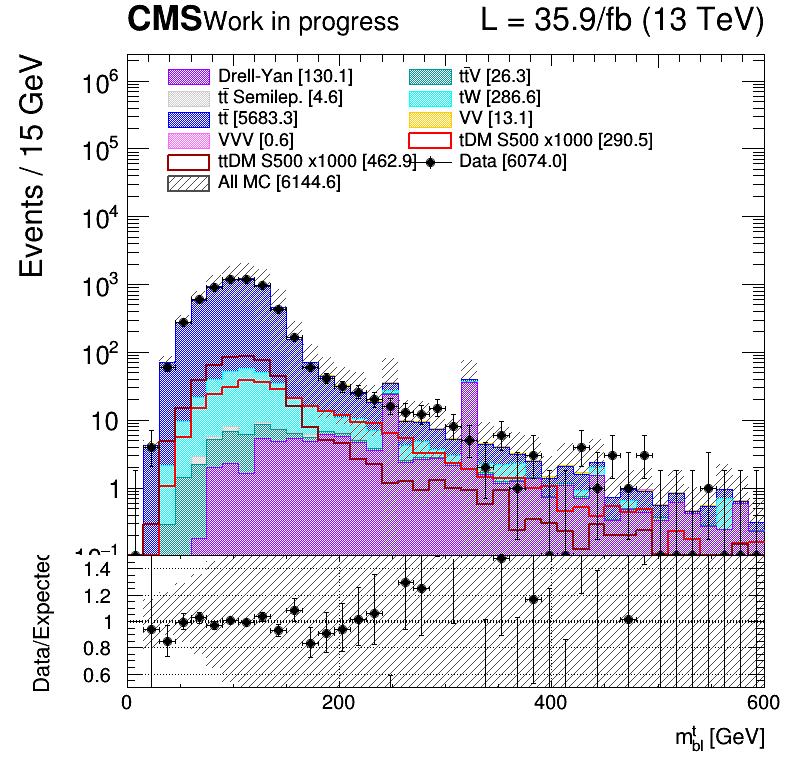 CMS Work in progress L = 35.9/fb (13 TeV)
Events / 15 GeV
Drell-Yan [130.1] tt̄V [26.3]
tt̄ Semilep. [4.6] tW [286.6]
tt̄ [5683.3] VV [13.1]
VVV [0.6] tDM S500 x1000 [290.5]
ttDM S500 x1000 [462.9] Data [6074.0]
All MC [6144.6]
10⁶
10⁵
10⁴
10³
10²
10
1
10⁻¹
Data/Expected
1.4
1.2
1
0.8
0.6
0 200 400 600
mᵗbl [GeV]